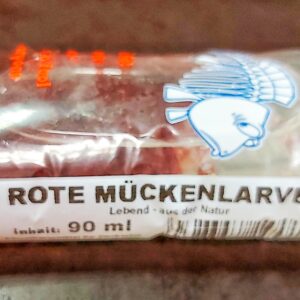 ROTE MÜCKENLARVE
Lebend - aus der Natur
Inhalt: 90 ml